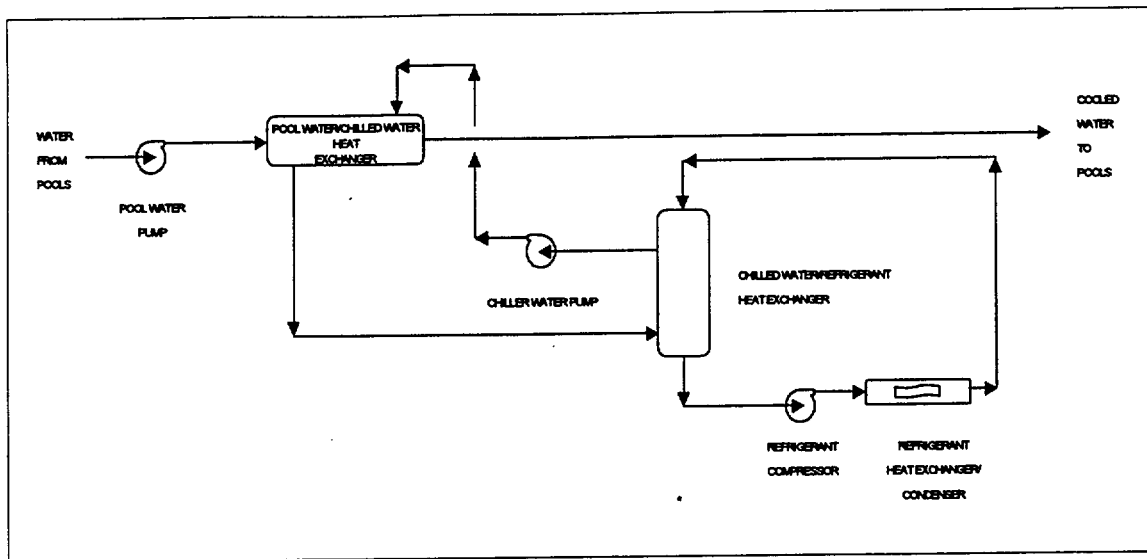 WATER
FROM
POOLS
POOL WATER
PUMP
POOL WATER/CHILLED WATER
HEAT
EXCHANGER
COOLED
WATER
TO
POOLS
CHILLER WATER PUMP
CHILLED WATER/REFRIGERANT
HEAT EXCHANGER
REFRIGERANT
COMPRESSOR
REFRIGERANT
HEAT EXCHANGER/
CONDENSER